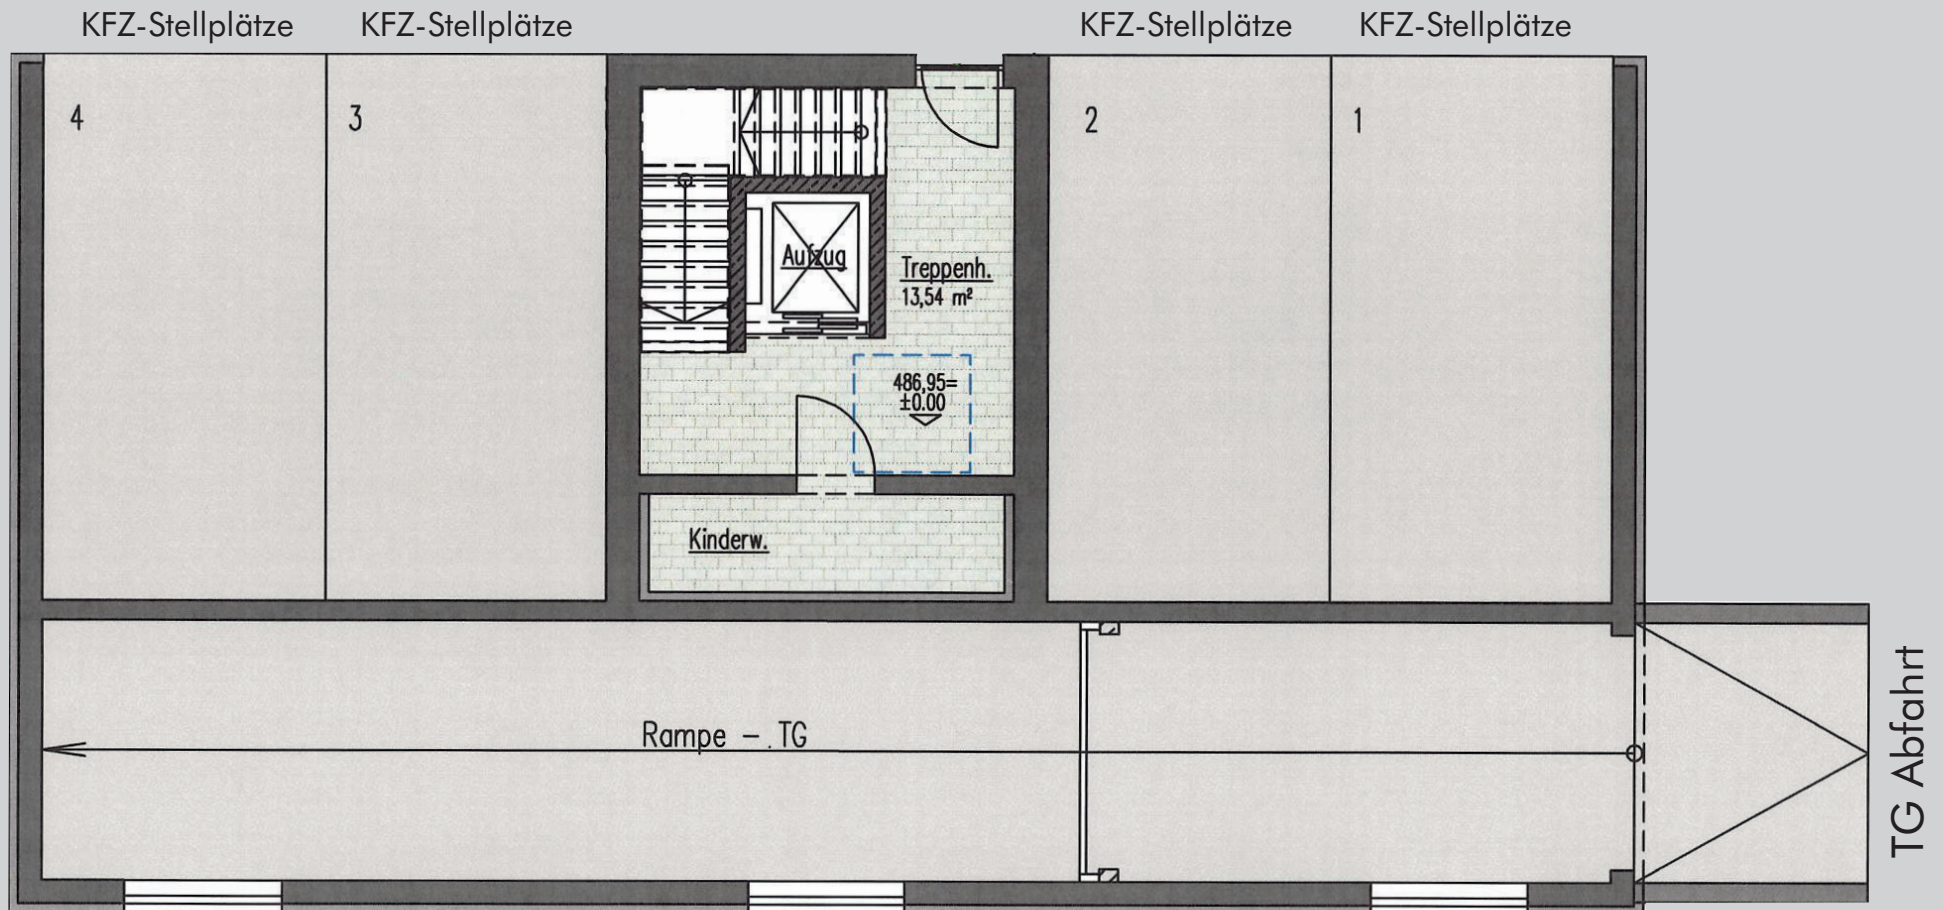 KFZ-Stellplätze
KFZ-Stellplätze
KFZ-Stellplätze
KFZ-Stellplätze
4
3
2
1
Aufzug
Treppenh.
13,54 m²
486,95=
±0.00
Kinderw.
Rampe - . TG
TG Abfahrt